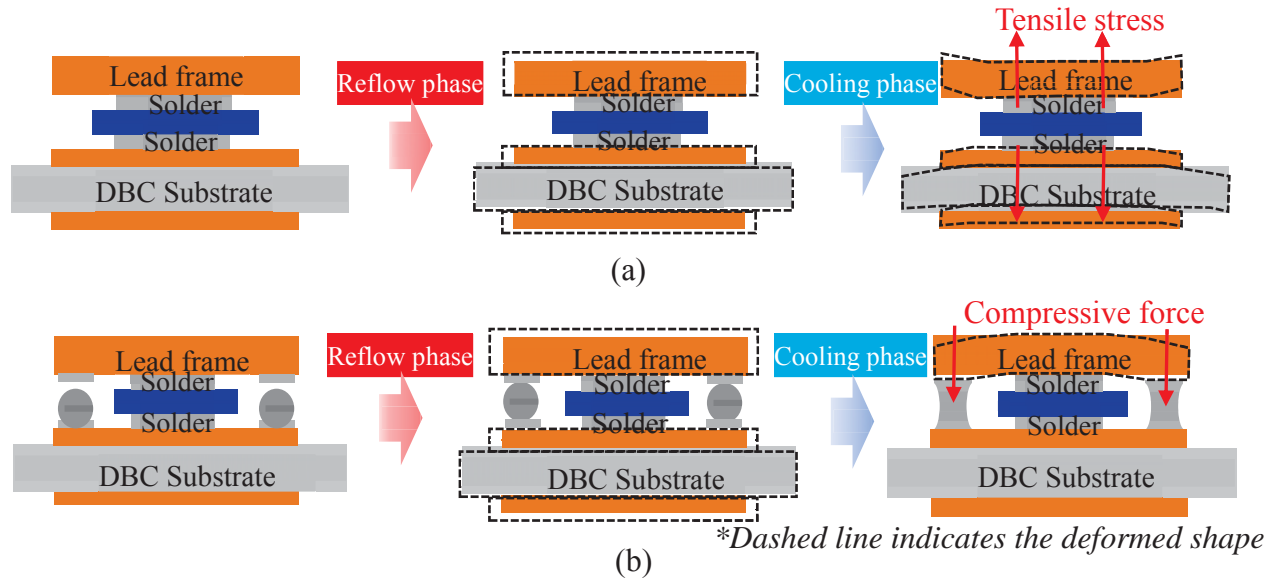 Tensile stress
Lead frame
Solder
Solder
DBC Substrate
Reflow phase
Lead frame
Solder
Solder
DBC Substrate
Cooling phase
Lead frame
Solder
Solder
DBC Substrate
(a)
Compressive force
Lead frame
Solder
Solder
DBC Substrate
Reflow phase
Lead frame
Solder
Solder
DBC Substrate
Cooling phase
Lead frame
Solder
Solder
DBC Substrate
*Dashed line indicates the deformed shape
(b)